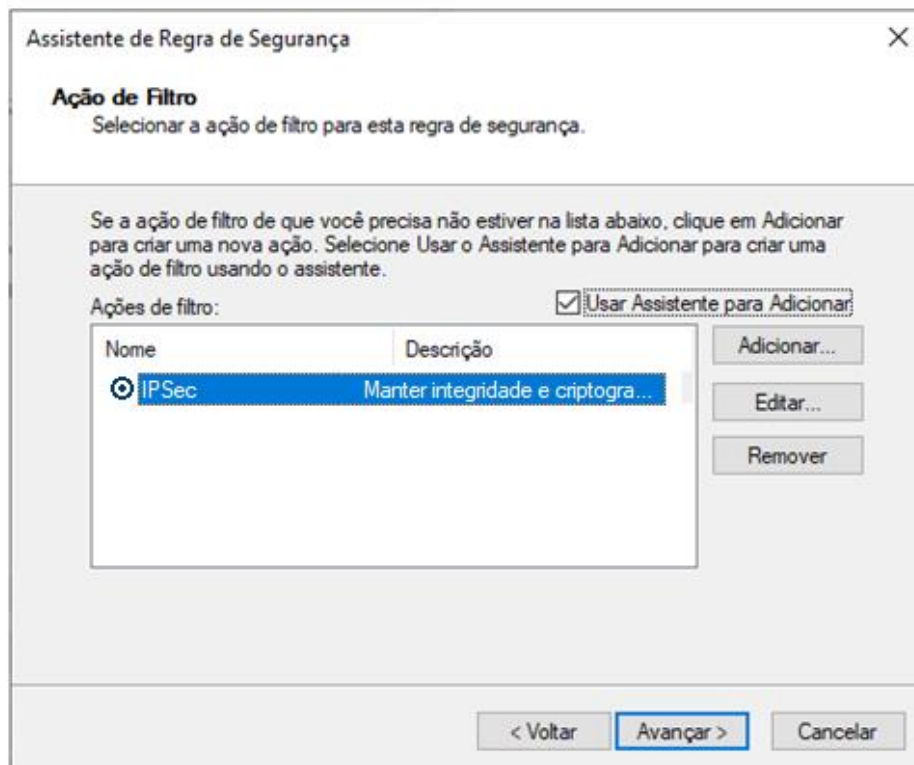 Assistente de Regra de Segurança
Ação de Filtro
Selecionar a ação de filtro para esta regra de segurança.
Se a ação de filtro de que você precisa não estiver na lista abaixo, clique em Adicionar
para criar uma nova ação. Selecione Usar o Assistente para Adicionar para criar uma
ação de filtro usando o assistente.
Ações de filtro:
Usar Assistente para Adicionar
Nome Descrição
Adicionar...
IPSec Manter integridade e criptogra...
Editar...
Remover
< Voltar Avançar > Cancelar